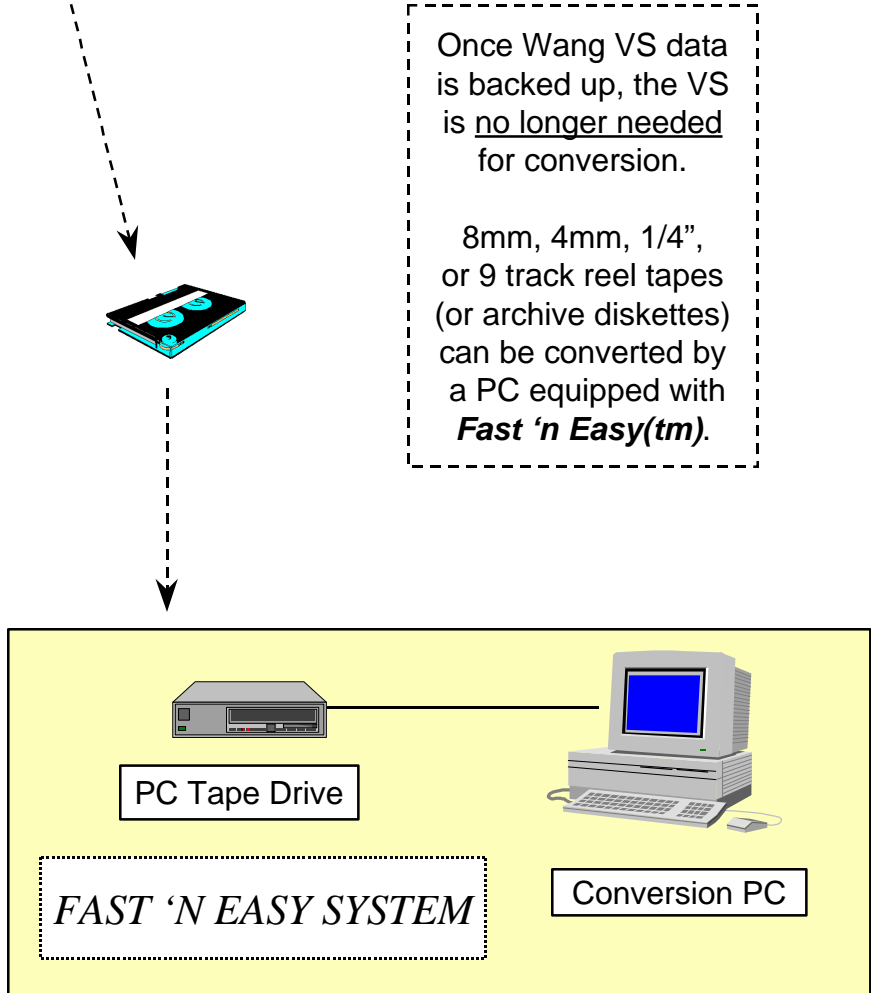 Once Wang VS data
is backed up, the VS
is no longer needed
for conversion.
8mm, 4mm, 1/4”,
or 9 track reel tapes
(or archive diskettes)
can be converted by
a PC equipped with
Fast ‘n Easy(tm).
PC Tape Drive
Conversion PC
FAST ‘N EASY SYSTEM